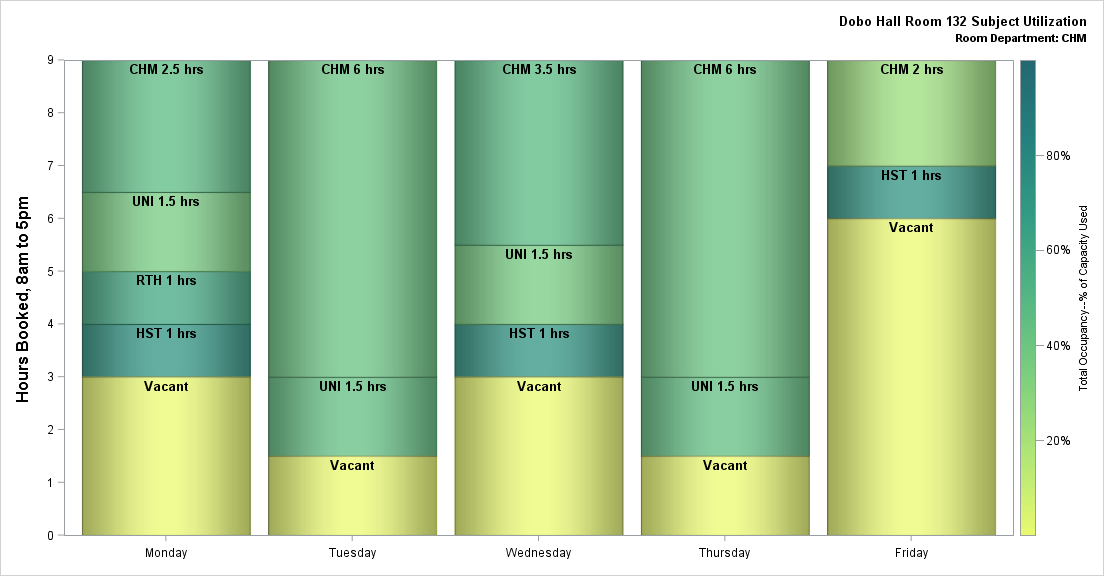 Dobo Hall Room 132 Subject Utilization
Room Department: CHM
Hours Booked, 8am to 5pm
9
8
7
6
5
4
3
2
1
0
CHM 2.5 hrs
UNI 1.5 hrs
RTH 1 hrs
HST 1 hrs
Vacant
CHM 6 hrs
UNI 1.5 hrs
Vacant
CHM 3.5 hrs
UNI 1.5 hrs
HST 1 hrs
Vacant
CHM 6 hrs
UNI 1.5 hrs
Vacant
CHM 2 hrs
HST 1 hrs
Vacant
Monday
Tuesday
Wednesday
Thursday
Friday
80%
60%
40%
20%
Total Occupancy--% of Capacity Used